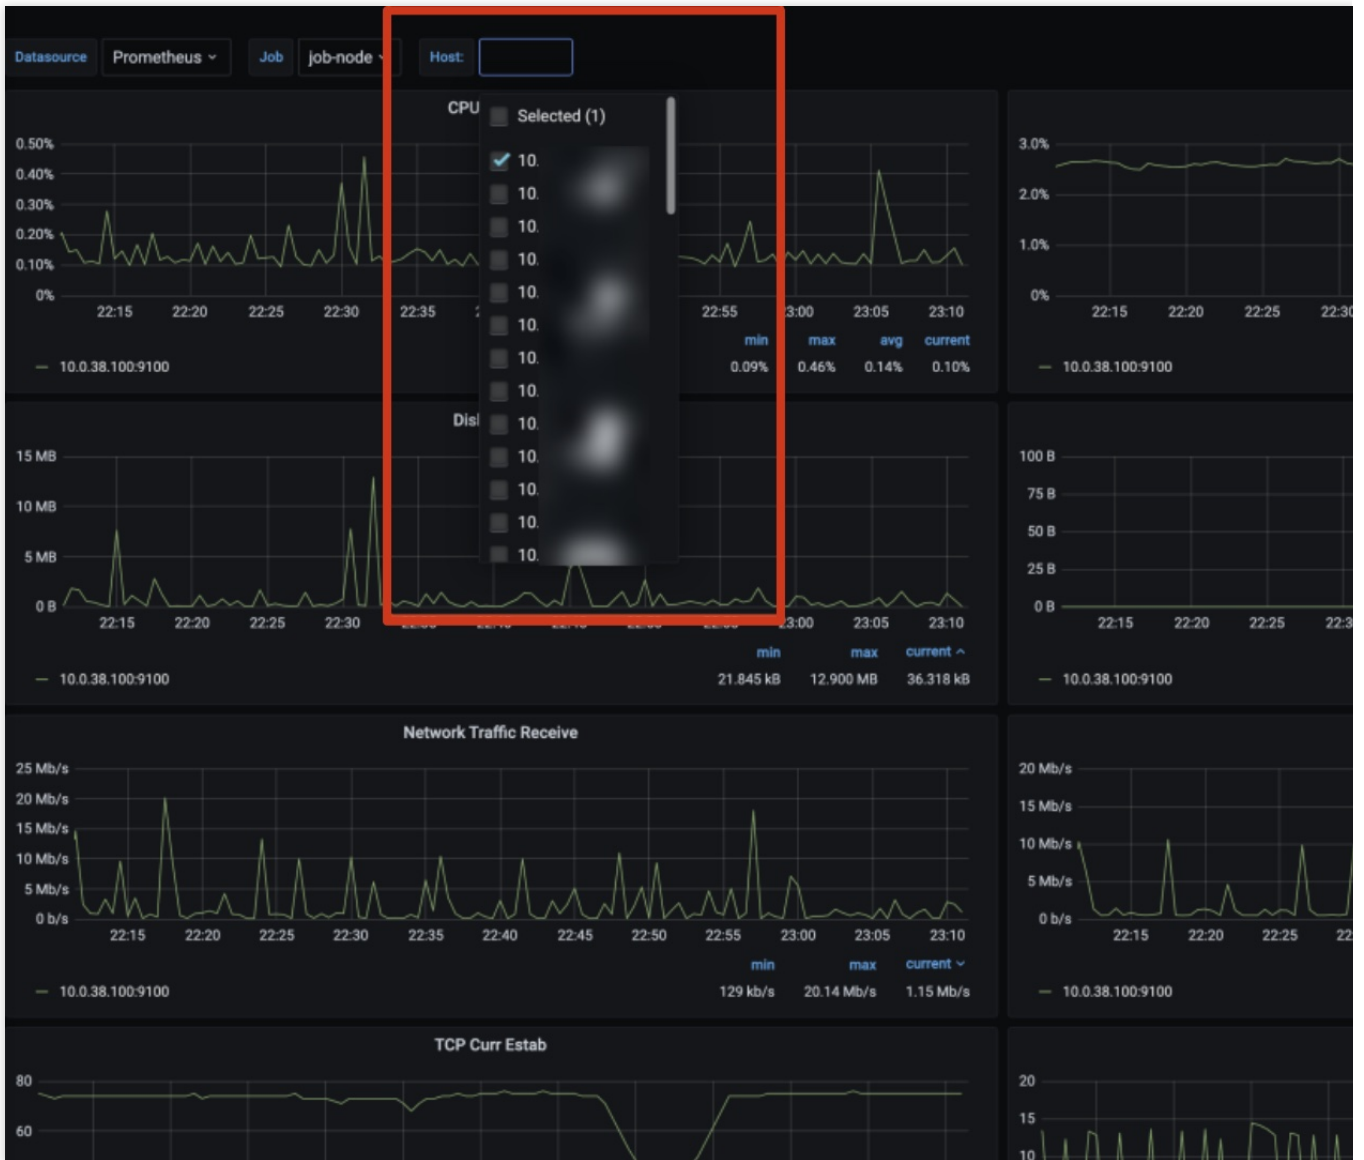 Datasource Prometheus Job job-node Host:
Selected (1)
10.
10.
10.
10.
10.
10.
10.
10.
10.
10.
10.
10.
10.
CPU
0.50%
0.40%
0.30%
0.20%
0.10%
0%
22:15 22:20 22:25 22:30 22:35 22:55 23:00 23:05 23:10
min max avg current
10.0.38.100:9100 0.09% 0.46% 0.14% 0.10%
3.0%
2.0%
1.0%
0%
22:15 22:20 22:25 22:30
10.0.38.100:9100
15 MB
10 MB
5 MB
0 B
22:15 22:20 22:25 22:30 23:00 23:05 23:10
min max current
10.0.38.100:9100 21.845 kB 12.900 MB 36.318 kB
100 B
75 B
50 B
25 B
0 B
22:15 22:20 22:25
10.0.38.100:9100
Network Traffic Receive
25 Mb/s
20 Mb/s
15 Mb/s
10 Mb/s
5 Mb/s
0 b/s
22:15 22:20 22:25 22:30 22:35 22:40 22:45 22:50 22:55 23:00 23:05 23:10
min max current
10.0.38.100:9100 129 kb/s 20.14 Mb/s 1.15 Mb/s
20 Mb/s
15 Mb/s
10 Mb/s
5 Mb/s
0 b/s
22:15 22:20 22:25
10.0.38.100:9100
TCP Curr Estab
80
60
20
15
10